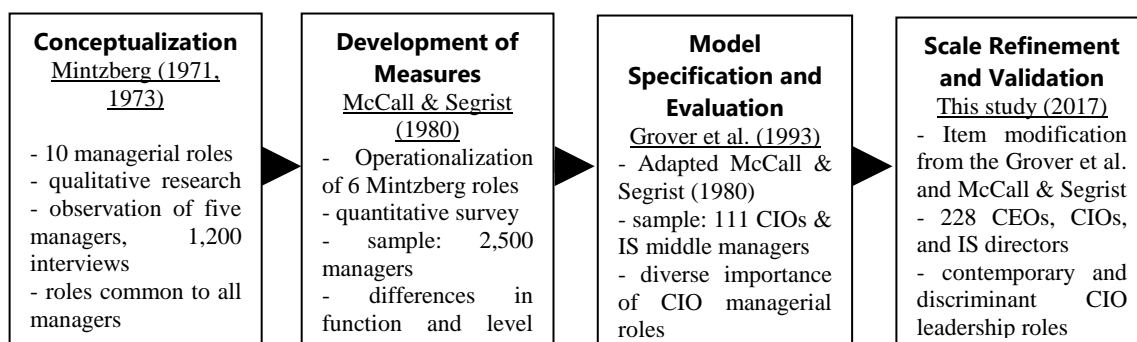 Conceptualization
Mintzberg (1971,
1973)
- 10 managerial roles
- qualitative research
- observation of five
managers, 1,200
interviews
- roles common to all
managers
Development of
Measures
McCall & Segrist
(1980)
- Operationalization
of 6 Mintzberg roles
- quantitative survey
- sample: 2,500
managers
- differences in
function and level
Model
Specification and
Evaluation
Grover et al. (1993)
- Adapted McCall &
Segrist (1980)
- sample: 111 CIOs &
IS middle managers
- diverse importance
of CIO managerial
roles
Scale Refinement
and Validation
This study (2017)
- Item modification
from the Grover et al.
and McCall & Segrist
- 228 CEOs, CIOs,
and IS directors
- contemporary and
discriminant CIO
leadership roles